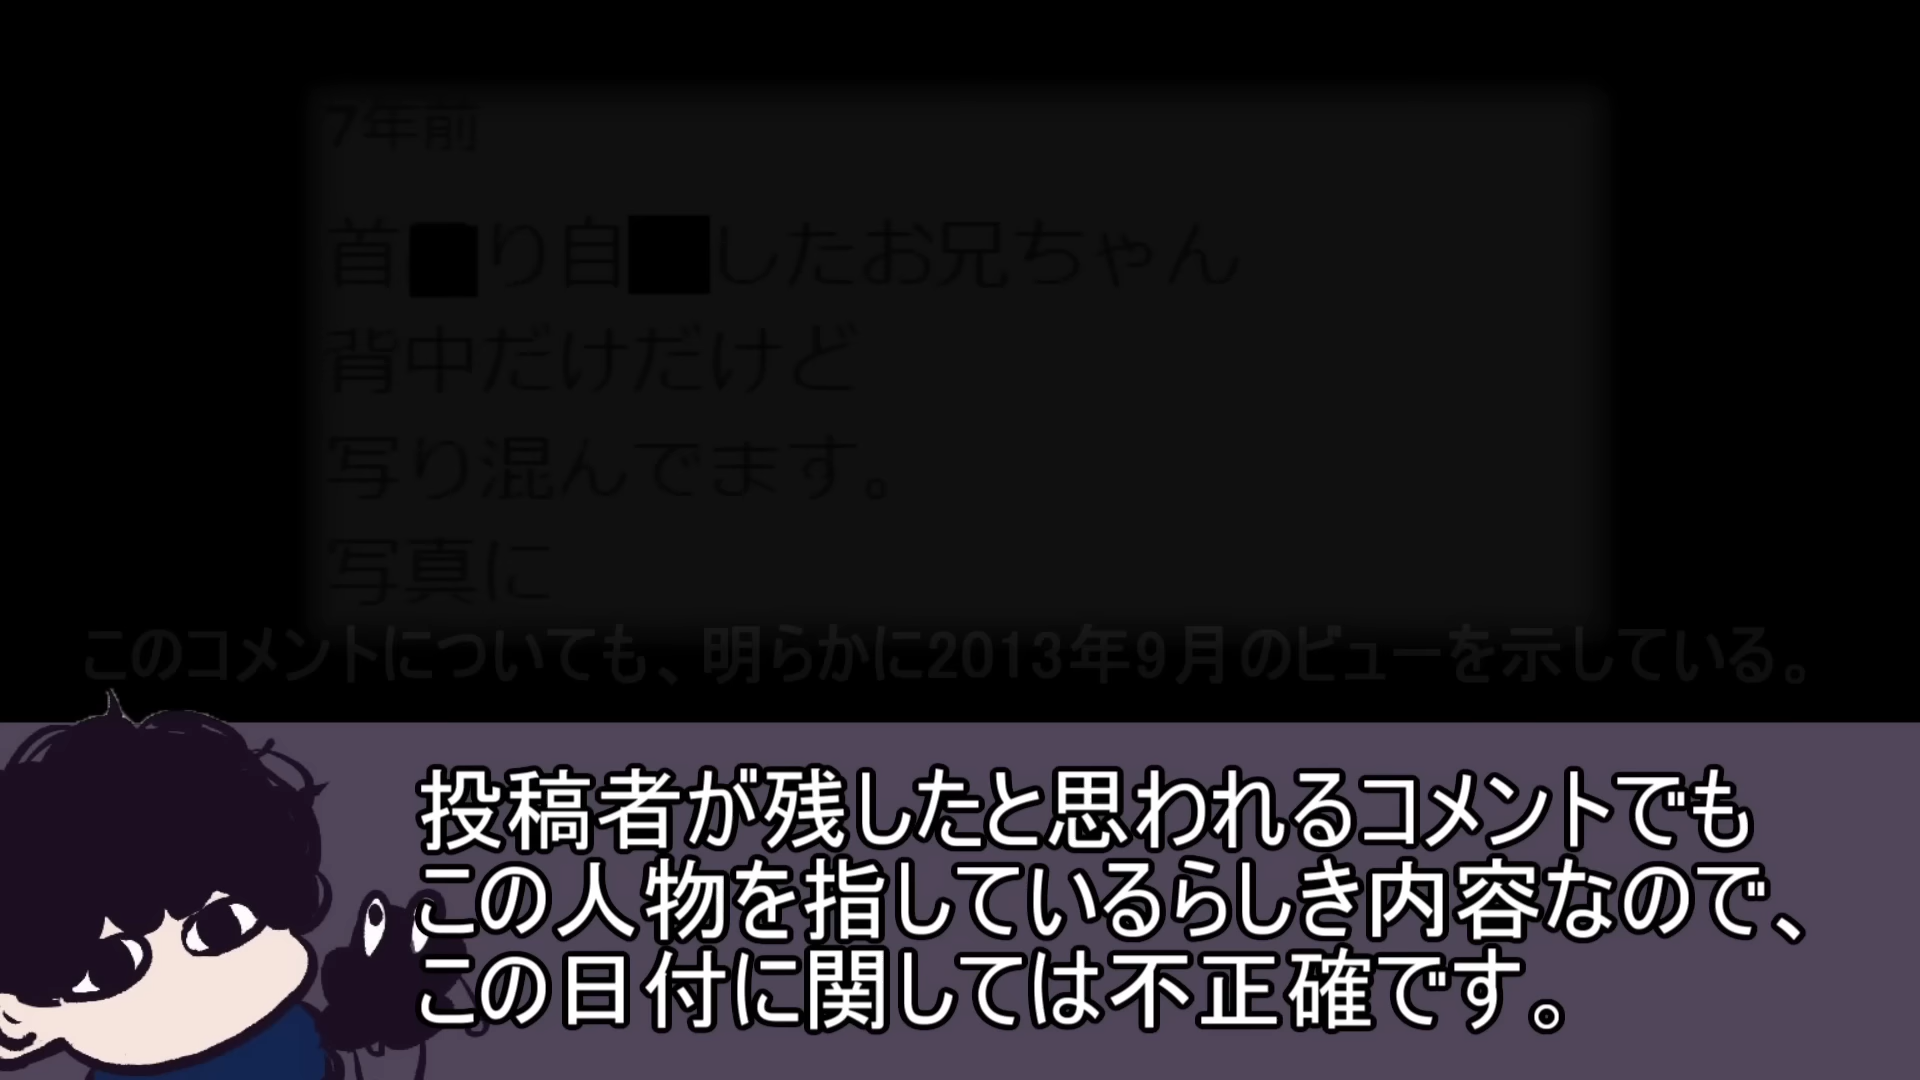 7年前
首■り自■したお兄ちゃん
背中だけだけど
写り混んでます。
写真に
このコメントについても、明らかに2013年9月のビューを示している。
投稿者が残したと思われるコメントでも
この人物を指しているらしき内容なので、
この日付に関しては不正確です。